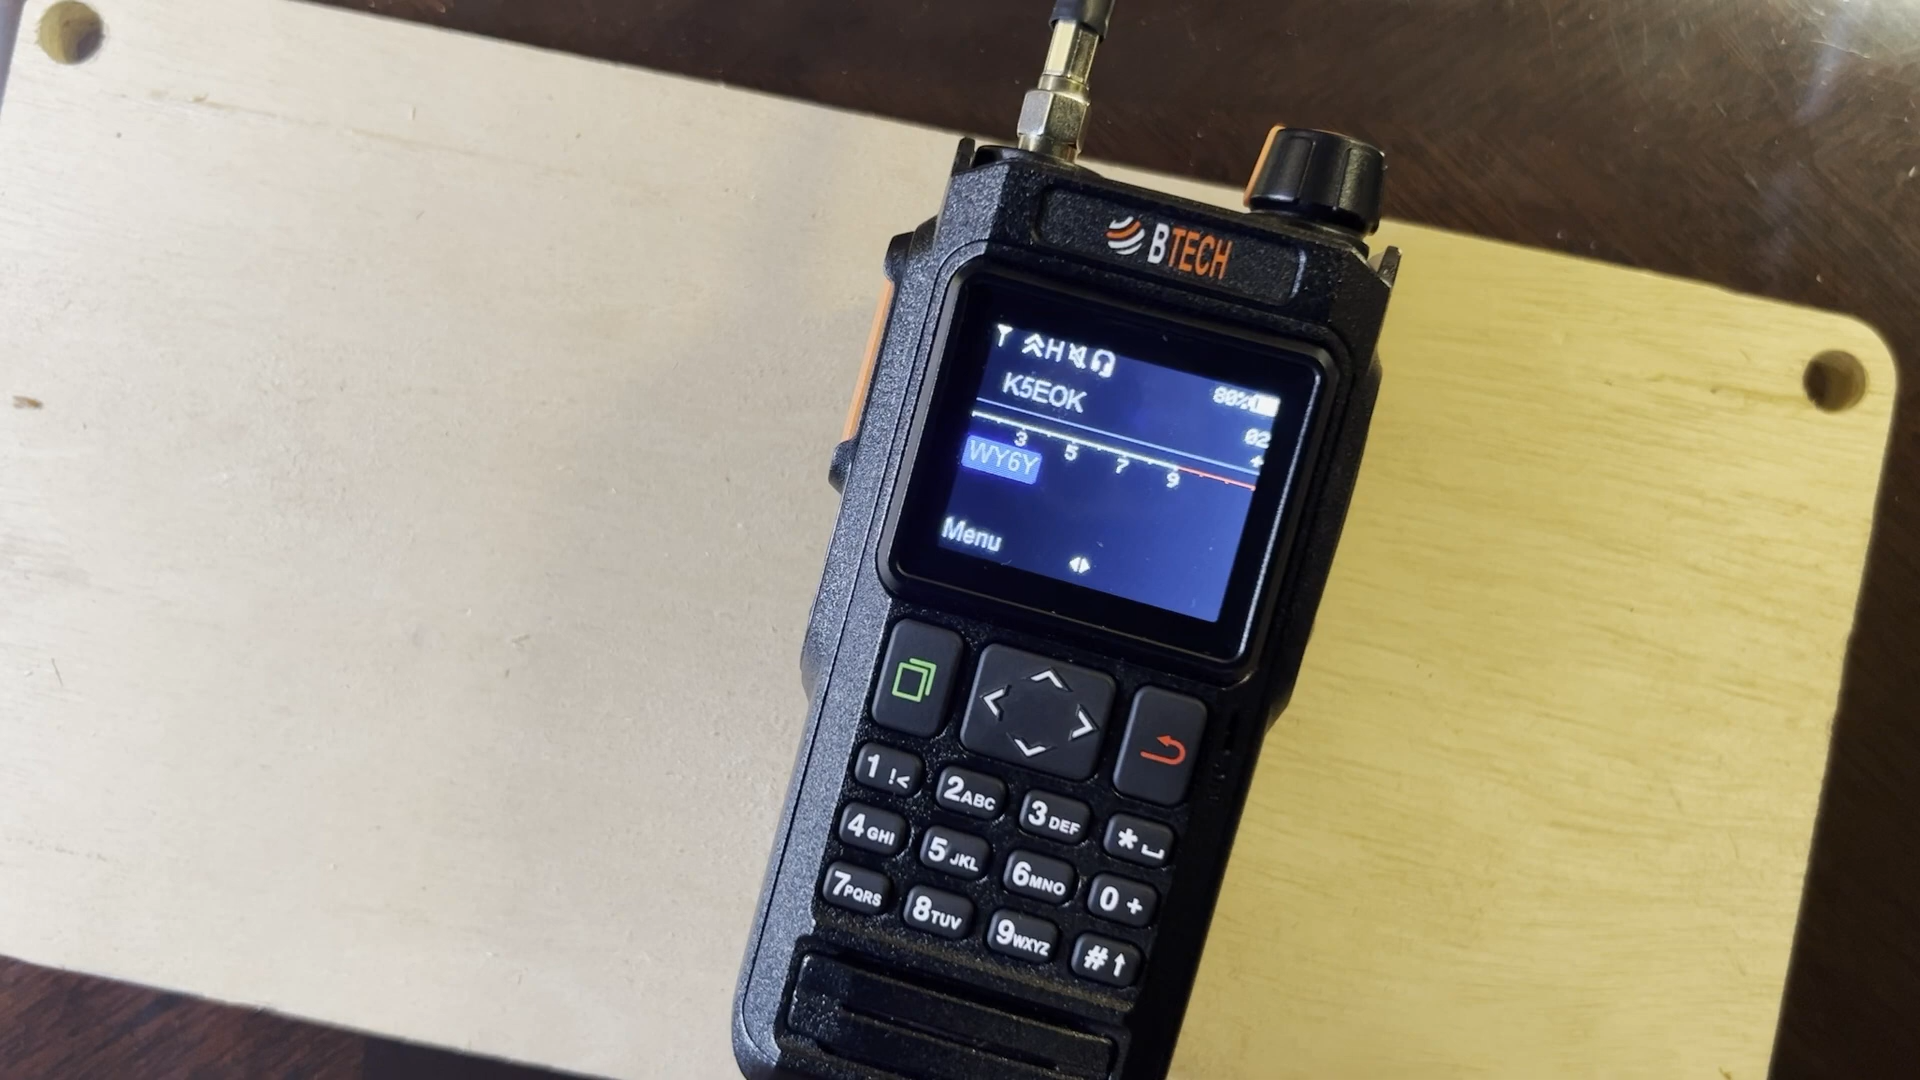 BTECH
H 80%
K5EOK 02
3 5 7 9
WY6Y
Menu
1 !<
2ABC
3DEF
*
4GHI
5JKL
6MNO
0 +
7PQRS
8TUV
9WXYZ
#